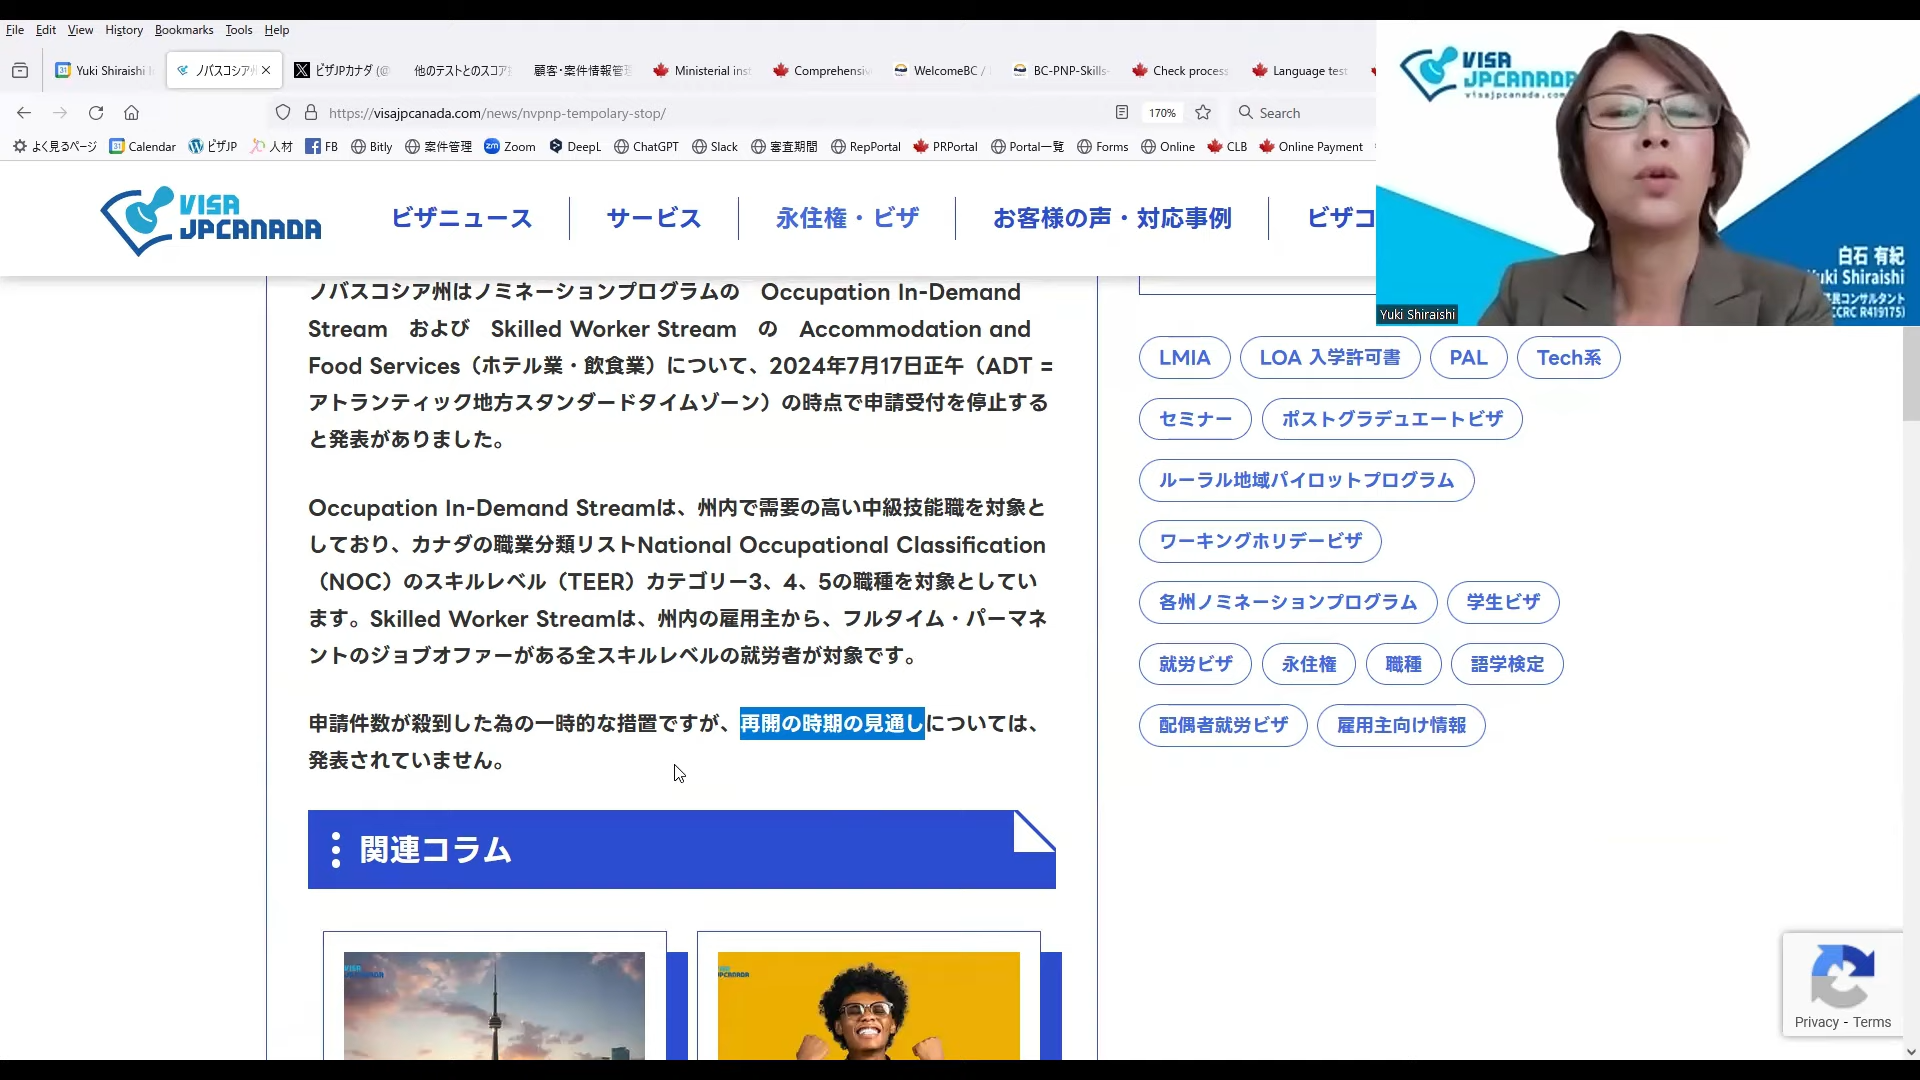 File Edit View History Bookmarks Tools Help
Yuki Shiraishi
ノバスコシア州
ビザJPカナダ (@
他のテストとのスコア
顧客・案件情報管理
Ministerial inst
Comprehensiv
WelcomeBC /
BC-PNP-Skills-
Check process
Language test
https://visajpcanada.com/news/nvpnp-tempolary-stop/
170%
Search
よく見るページ Calendar ビザJP 人材 FB Bitly 案件管理 Zoom DeepL ChatGPT Slack 審査期間 RepPortal PRPortal Portal一覧 Forms Online CLB Online Payment
VISA
JPCANADA
ビザニュース
サービス
永住権・ビザ
お客様の声・対応事例
ビザコ
VISA
JPCANADA
visajpcanada.com
白石 有紀
Yuki Shiraishi
Yuki Shiraishi
ノバスコシア州はノミネーションプログラムの Occupation In-Demand
Stream および Skilled Worker Stream の Accommodation and
Food Services（ホテル業・飲食業）について、2024年7月17日正午（ADT =
アトランティック地方スタンダードタイムゾーン）の時点で申請受付を停止する
と発表がありました。
Occupation In-Demand Streamは、州内で需要の高い中級技能職を対象と
しており、カナダの職業分類リストNational Occupational Classification
（NOC）のスキルレベル（TEER）カテゴリー3、4、5の職種を対象としてい
ます。Skilled Worker Streamは、州内の雇用主から、フルタイム・パーマネ
ントのジョブオファーがある全スキルレベルの就労者が対象です。
申請件数が殺到した為の一時的な措置ですが、再開の時期の見通しについては、
発表されていません。
関連コラム
VISA
JPCANADA
JPCANADA
LMIA LOA 入学許可書 PAL Tech系
セミナー ポストグラデュエートビザ
ルーラル地域パイロットプログラム
ワーキングホリデービザ
各州ノミネーションプログラム 学生ビザ
就労ビザ 永住権 職種 語学検定
配偶者就労ビザ 雇用主向け情報
Privacy - Terms